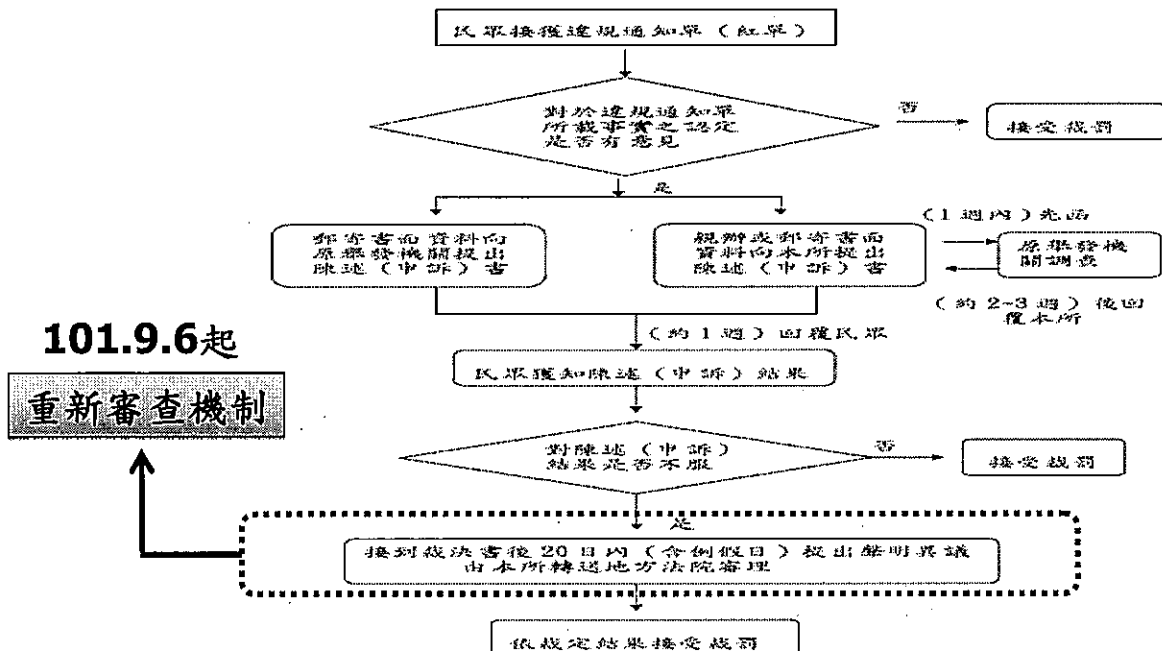 民眾接獲違規通知單（紅單）
對於違規通知單
所載事實之認定
是否有意見
否
接受裁罰
是
郵寄書面資料向
原舉發機關提出
陳述（申訴）書
親辦或郵寄書面
資料向本所提出
陳述（申訴）書
（1週內）先函
原舉發機
關調查
（約2-3週）後回
覆本所
（約1週）回覆民眾
101.9.6起
重新審查機制
民眾獲知陳述（申訴）結果
對陳述（申訴）
結果是否不服
否
接受裁罰
是
接到裁決書後20日內（含例假日）提出聲明異議
由本所轉送地方法院審理
依裁定結果接受裁罰